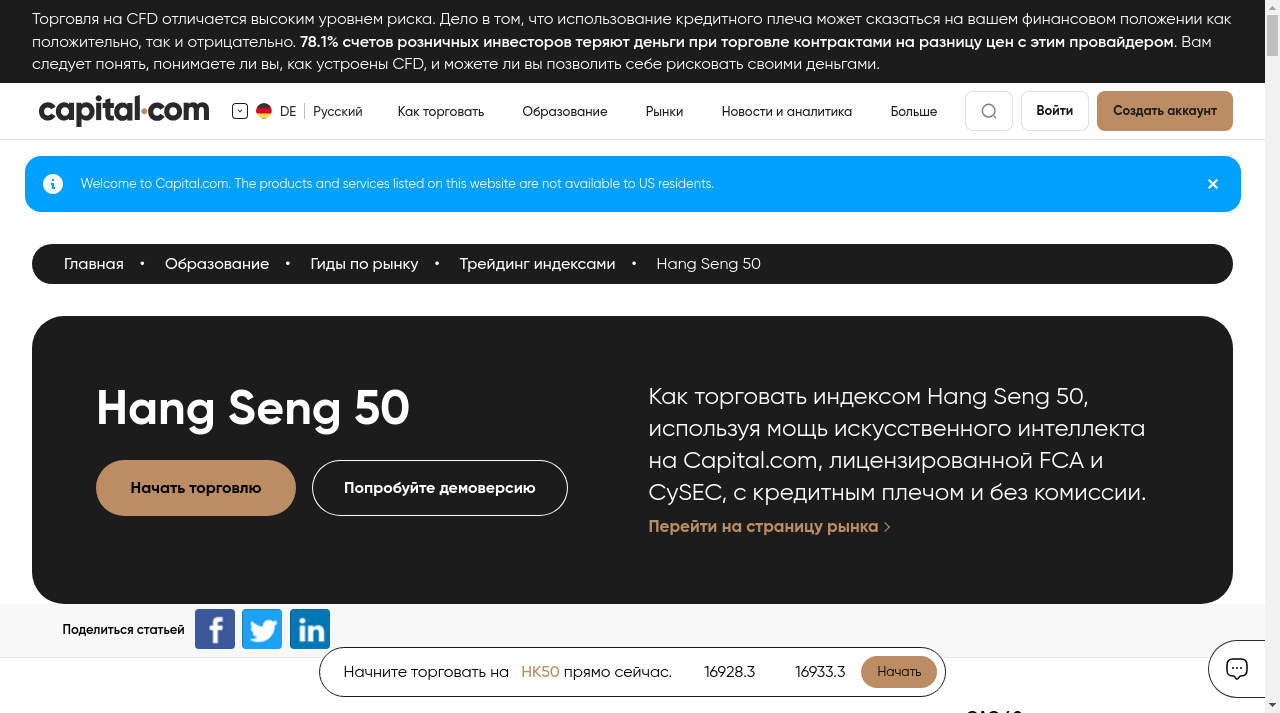 Торговля на CFD отличается высоким уровнем риска. Дело в том, что использование кредитного плеча может сказаться на вашем финансовом положении как
положительно, так и отрицательно. 78.1% счетов розничных инвесторов теряют деньги при торговле контрактами на разницу цен с этим провайдером. Вам
следует понять, понимаете ли вы, как устроены CFD, и можете ли вы позволить себе рисковать своими деньгами.
capital.com DE Русский Как торговать Образование Рынки Новости и аналитика Больше Войти Создать аккаунт
Welcome to Capital.com. The products and services listed on this website are not available to US residents.
Главная • Образование • Гиды по рынку • Трейдинг индексами • Hang Seng 50
Hang Seng 50
Начать торговлю Попробуйте демоверсию
Как торговать индексом Hang Seng 50,
используя мощь искусственного интеллекта
на Capital.com, лицензированной FCA и
CySEC, с кредитным плечом и без комиссии.
Перейти на страницу рынка
Поделиться статьей
Начните торговать на HK50 прямо сейчас. 16928.3 16933.3 Начать